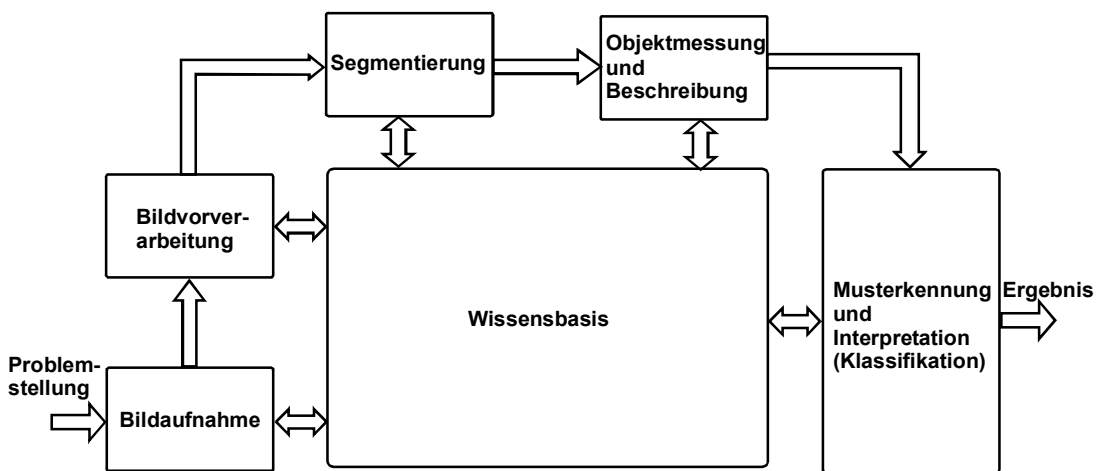 Segmentierung
Objektmessung
und
Beschreibung
Bildvorver-
arbeitung
Wissensbasis
Musterkennung
und
Interpretation
(Klassifikation)
Ergebnis
Problem-
stellung
Bildaufnahme